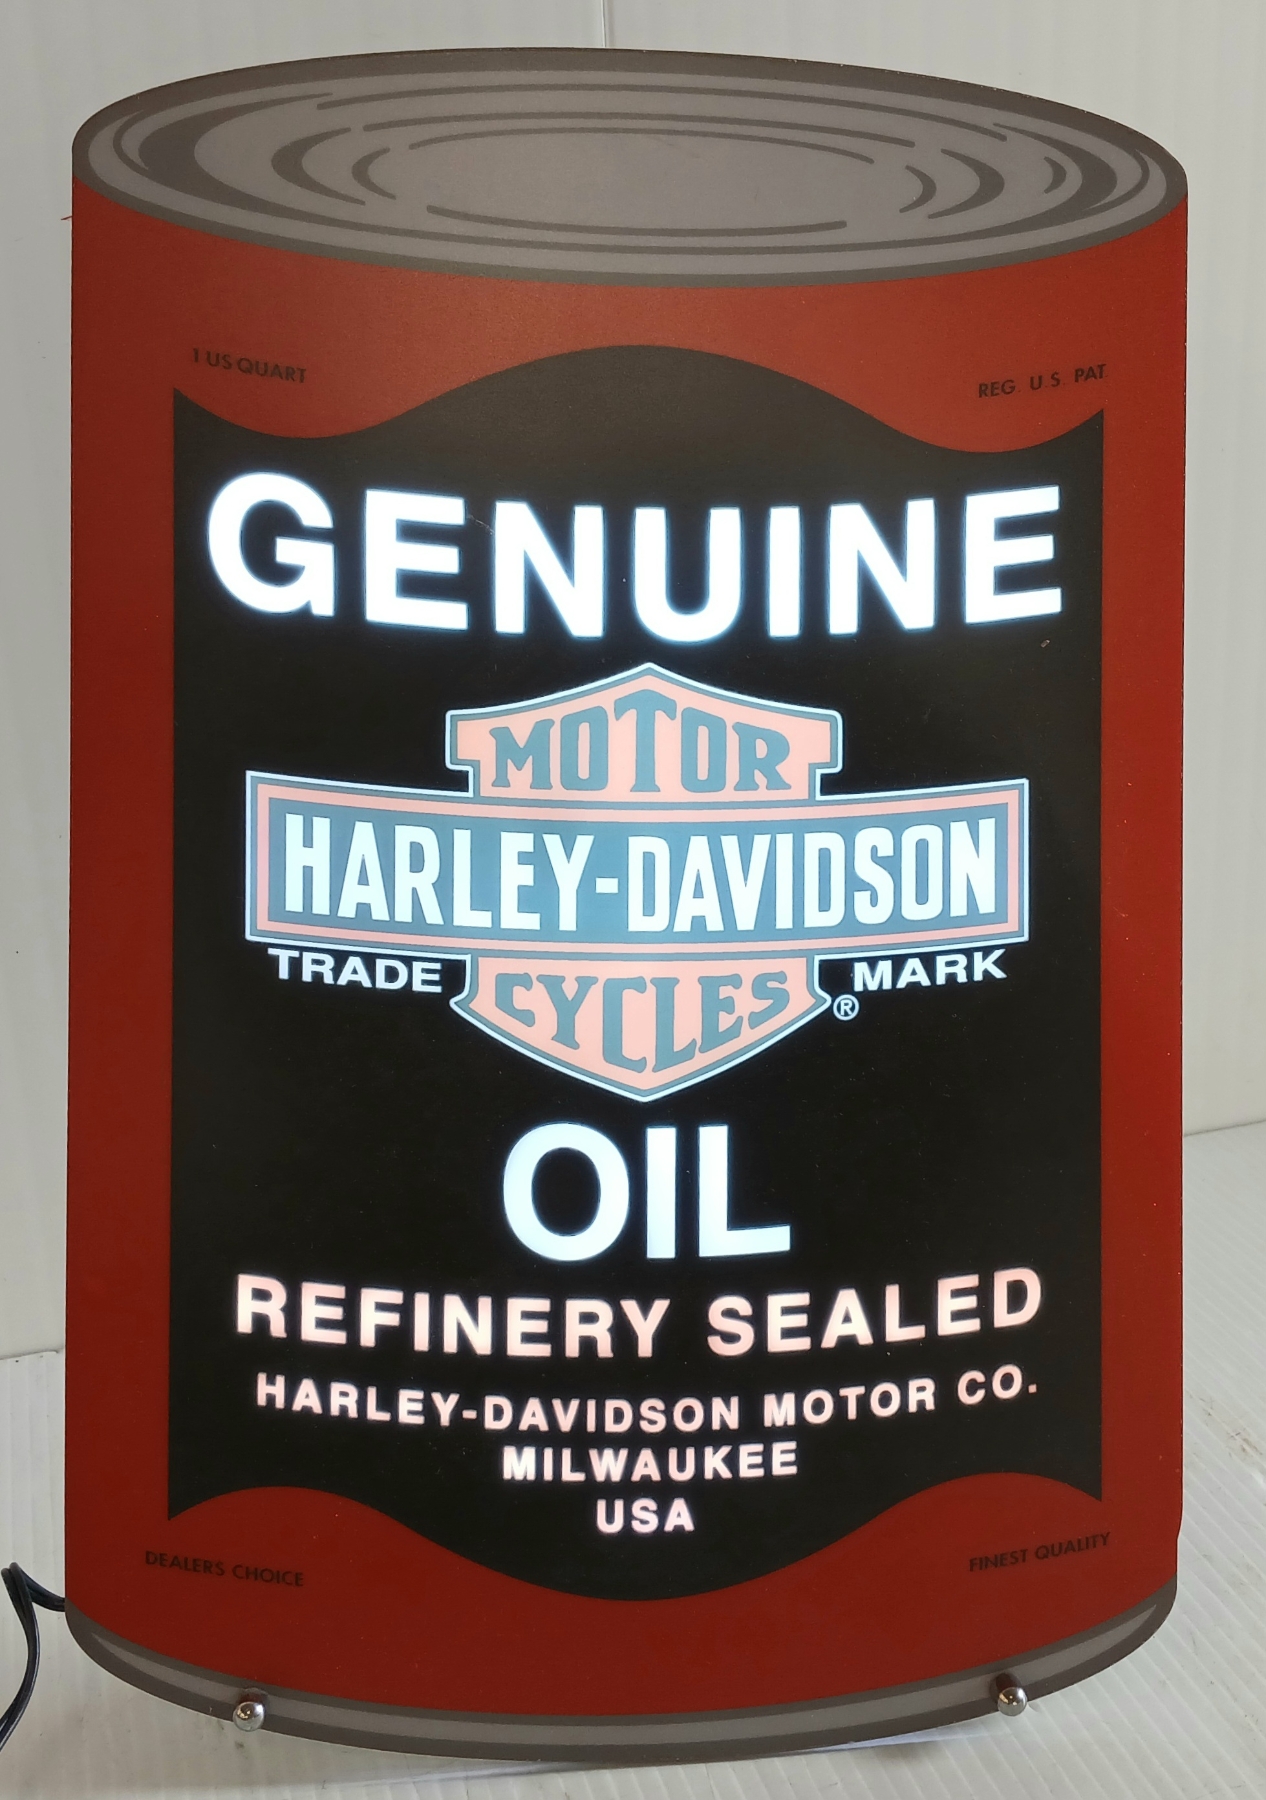 1 US QUART
REG. U.S. PAT.
GENUINE
MOTOR
HARLEY-DAVIDSON
TRADE MARK
CYCLES ®
OIL
REFINERY SEALED
HARLEY-DAVIDSON MOTOR CO.
MILWAUKEE
USA
DEALERS CHOICE
FINEST QUALITY